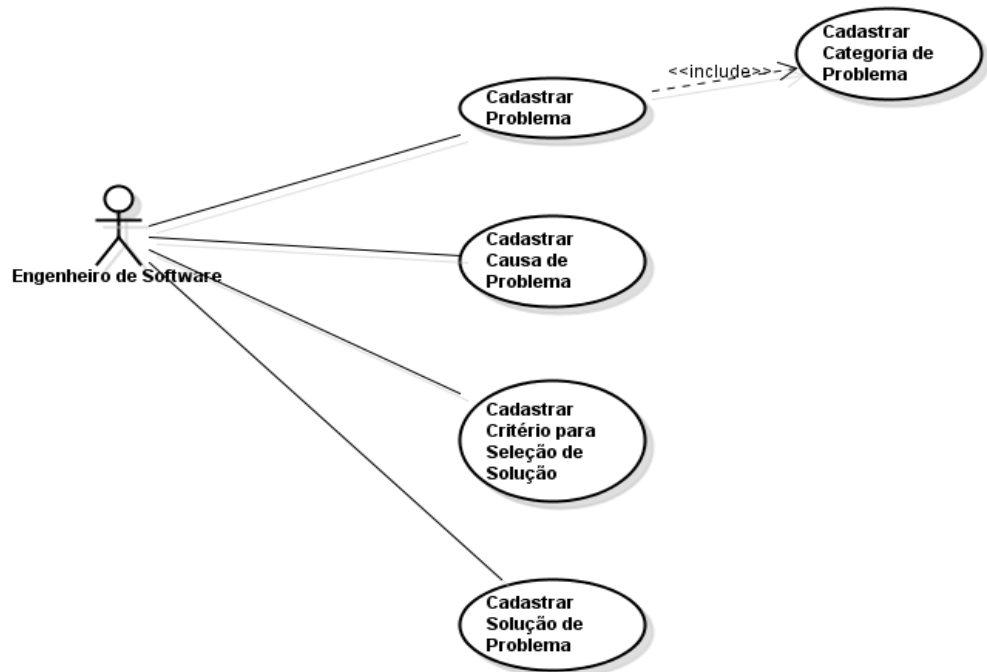 Cadastrar
Categoria de
Problema
<<include>>
Cadastrar
Problema
Cadastrar
Causa de
Problema
Engenheiro de Software
Cadastrar
Critério para
Seleção de
Solução
Cadastrar
Solução de
Problema